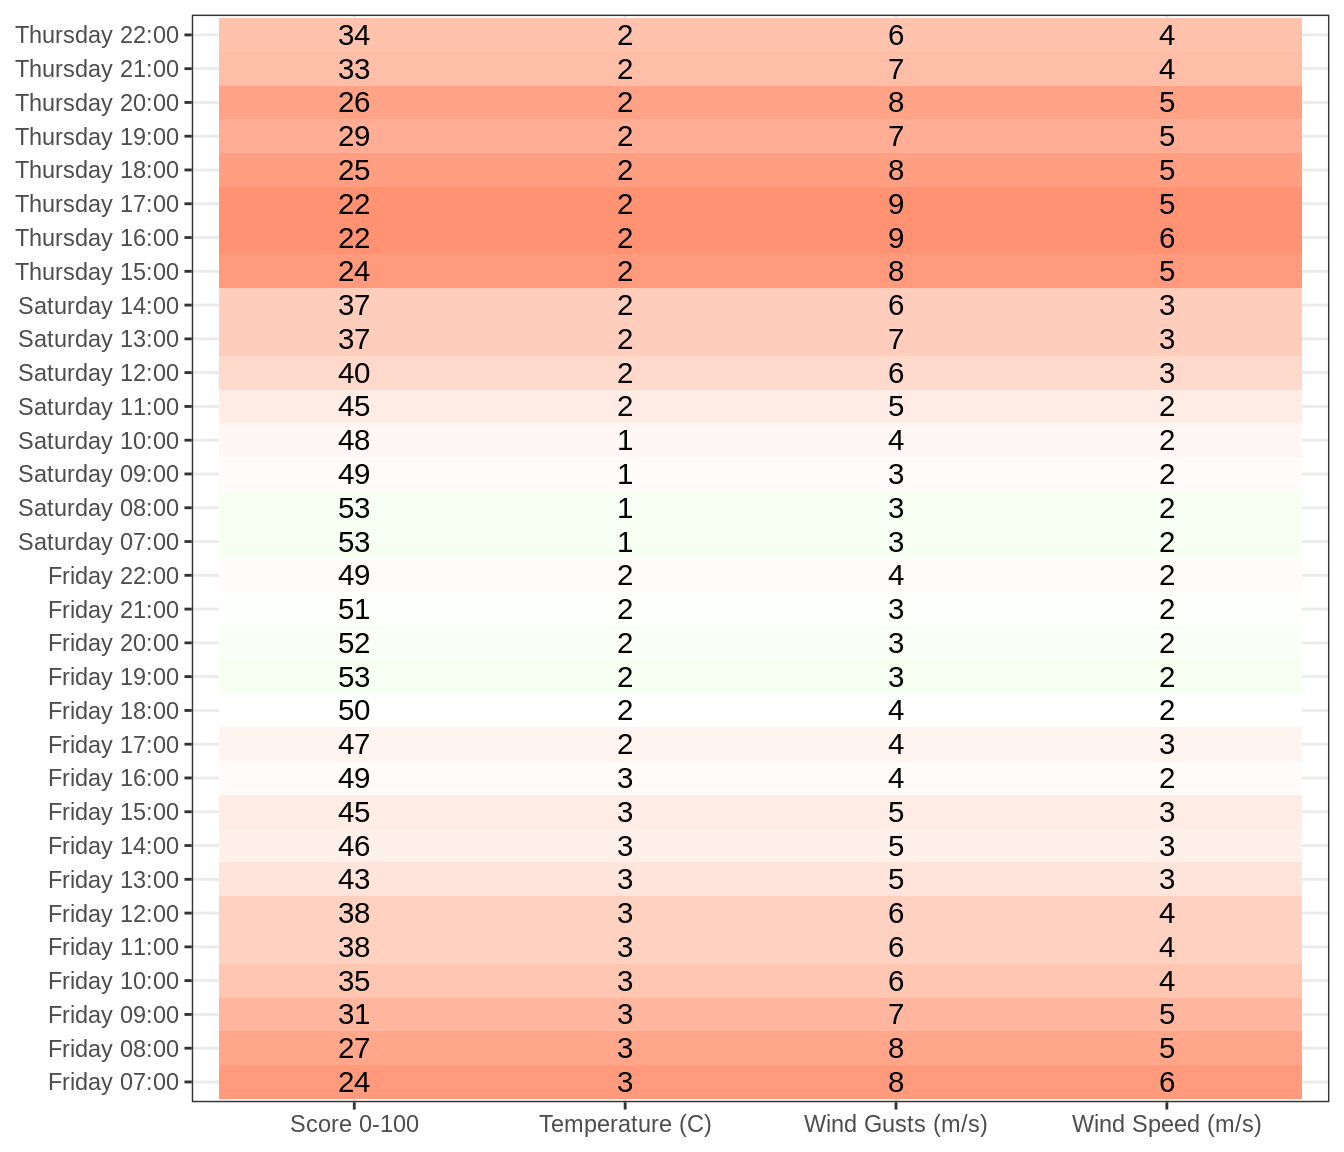 Thursday 22:00 34 2 6 4
Thursday 21:00 33 2 7 4
Thursday 20:00 26 2 8 5
Thursday 19:00 29 2 7 5
Thursday 18:00 25 2 8 5
Thursday 17:00 22 2 9 5
Thursday 16:00 22 2 9 6
Thursday 15:00 24 2 8 5
Saturday 14:00 37 2 6 3
Saturday 13:00 37 2 7 3
Saturday 12:00 40 2 6 3
Saturday 11:00 45 2 5 2
Saturday 10:00 48 1 4 2
Saturday 09:00 49 1 3 2
Saturday 08:00 53 1 3 2
Saturday 07:00 53 1 3 2
Friday 22:00 49 2 4 2
Friday 21:00 51 2 3 2
Friday 20:00 52 2 3 2
Friday 19:00 53 2 3 2
Friday 18:00 50 2 4 2
Friday 17:00 47 2 4 3
Friday 16:00 49 3 4 2
Friday 15:00 45 3 5 3
Friday 14:00 46 3 5 3
Friday 13:00 43 3 5 3
Friday 12:00 38 3 6 4
Friday 11:00 38 3 6 4
Friday 10:00 35 3 6 4
Friday 09:00 31 3 7 5
Friday 08:00 27 3 8 5
Friday 07:00 24 3 8 6
Score 0-100 Temperature (C) Wind Gusts (m/s) Wind Speed (m/s)